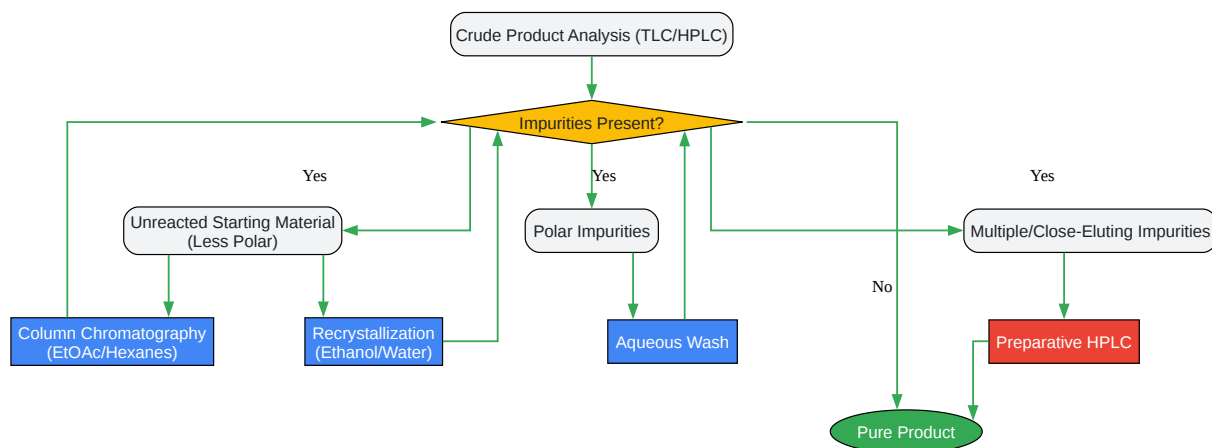 Crude Product Analysis (TLC/HPLC)
Impurities Present?
Yes
Yes
Yes
Unreacted Starting Material
(Less Polar)
Polar Impurities
Multiple/Close-Eluting Impurities
No
Column Chromatography
(EtOAc/Hexanes)
Recrystallization
(Ethanol/Water)
Aqueous Wash
Preparative HPLC
Pure Product